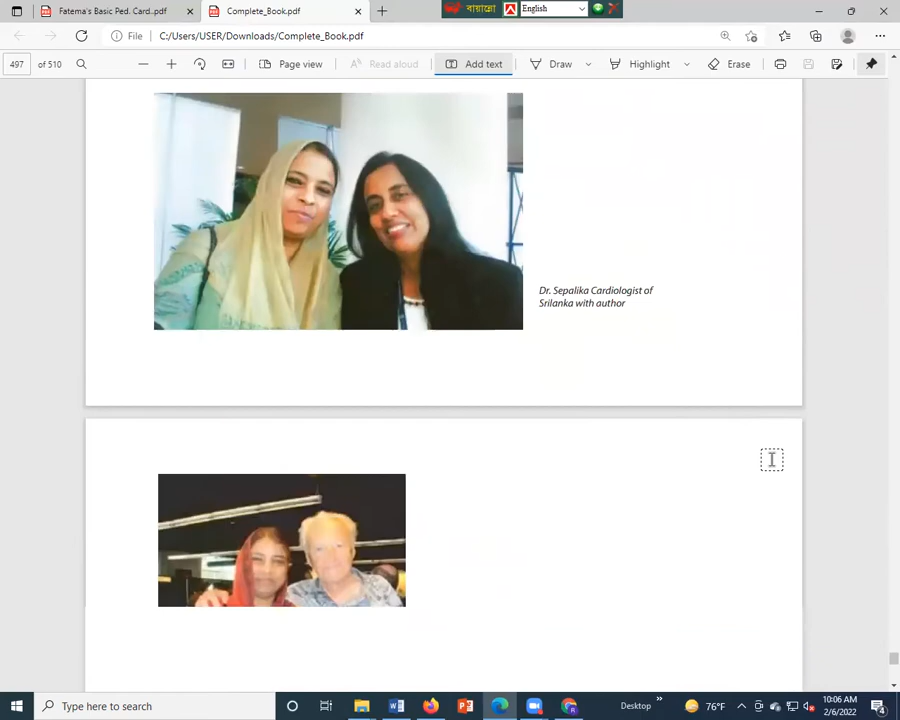 Fatema's Basic Ped. Card..pdf
Complete_Book.pdf
বায়ান্নো
English
File
C:/Users/USER/Downloads/Complete_Book.pdf
497
of 510
Page view
Read aloud
Add text
Draw
Highlight
Erase
Dr. Sepalika Cardiologist of
Srilanka with author
Type here to search
Desktop
76°F
10:06 AM
2/6/2022
4